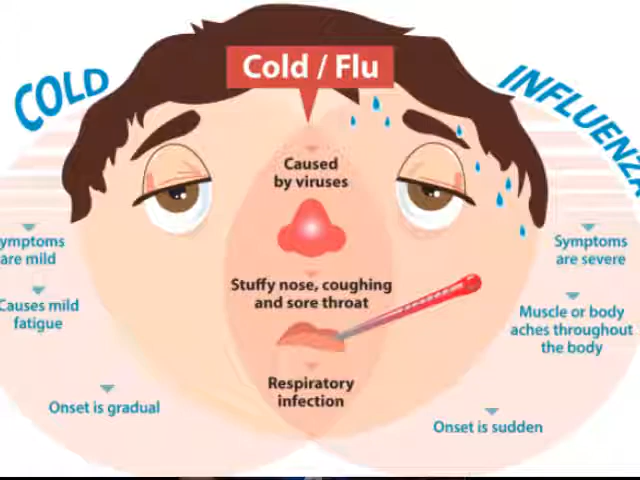 COLD
Cold / Flu
INFLUENZA
Caused
by viruses
ymptoms
are mild
Causes mild
fatigue
Onset is gradual
Stuffy nose, coughing
and sore throat
Respiratory
infection
Symptoms
are severe
Muscle or body
aches throughout
the body
Onset is sudden